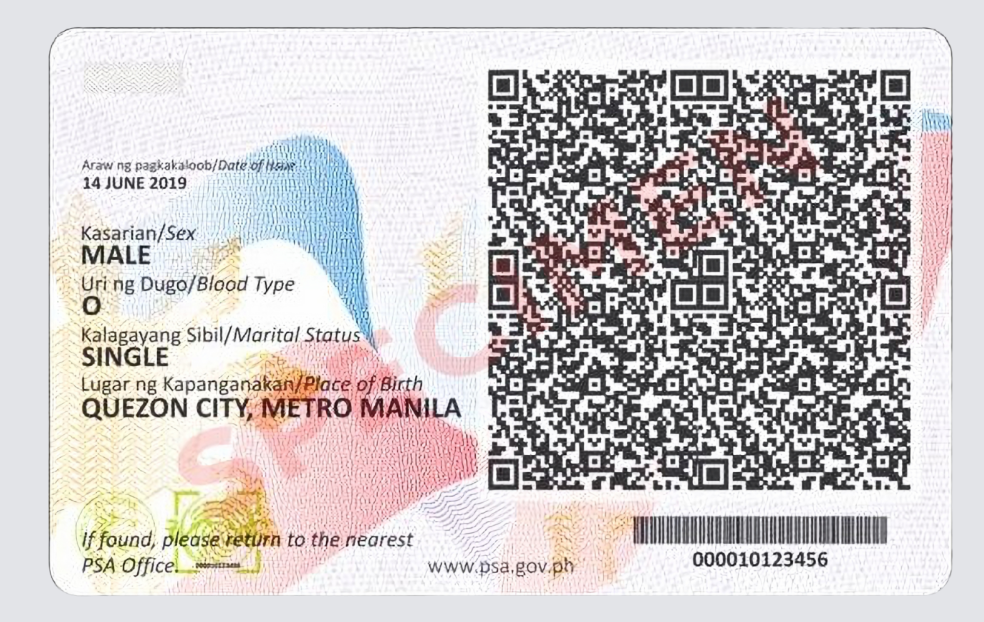 Araw ng pagkakaloob/Date of Issue
14 JUNE 2019
Kasarian/Sex
MALE
Uri ng Dugo/Blood Type
O
Kalagayang Sibil/Marital Status
SINGLE
Lugar ng Kapanganakan/Place of Birth
QUEZON CITY, METRO MANILA
SPECIMEN
If found, please return to the nearest
PSA Office.
www.psa.gov.ph
000010123456